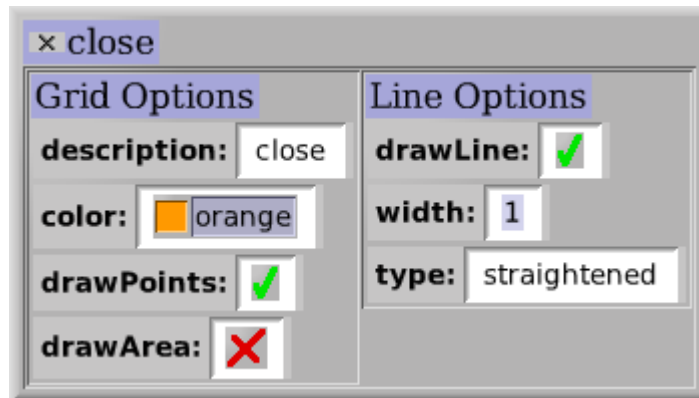 close
Grid Options
description: close
color: orange
drawPoints:
drawArea:
Line Options
drawLine:
width: 1
type: straightened